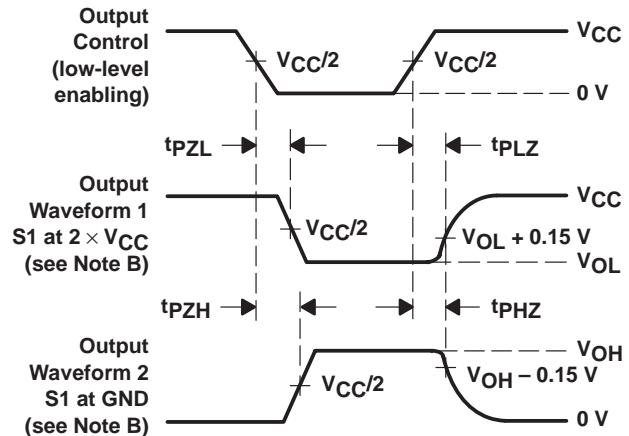 Output
Control
(low-level
enabling)
VCC/2
VCC/2
VCC
0 V
tPZL
tPLZ
Output
Waveform 1
S1 at 2 × VCC
(see Note B)
VCC/2
VCC
VOL + 0.15 V
VOL
tPZH
tPHZ
Output
Waveform 2
S1 at GND
(see Note B)
VCC/2
VOH
VOH – 0.15 V
0 V